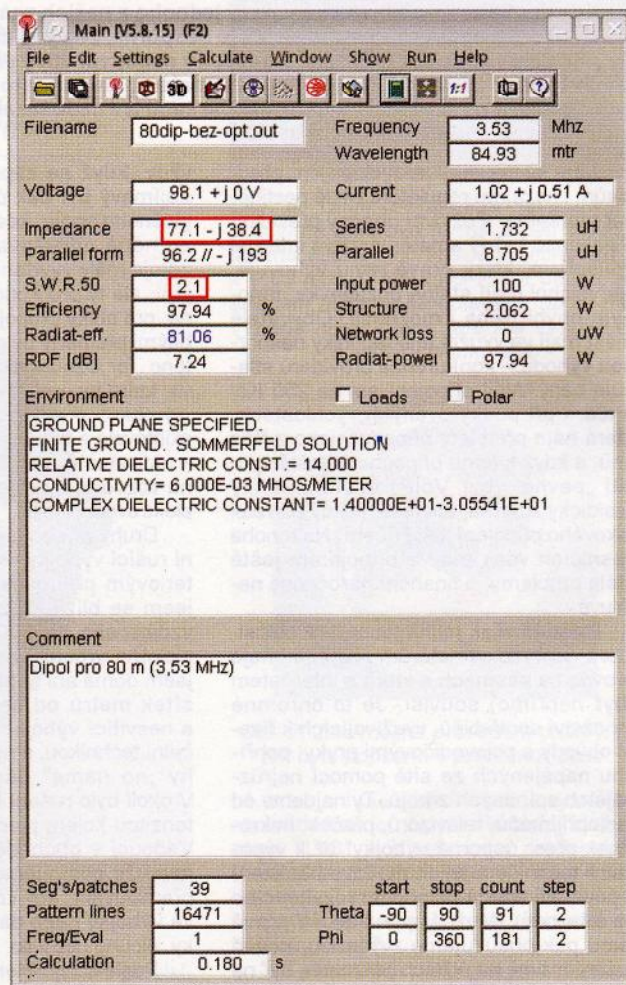 Main [V5.8.15] (F2)
File Edit Settings Calculate Window Show Run Help
3D 1:1
Filename 80dip-bez-opt.out Frequency 3.53 Mhz
Wavelength 84.93 mtr
Voltage 98.1 + j 0 V Current 1.02 + j 0.51 A
Impedance 77.1 - j 38.4 Series 1.732 uH
Parallel form 96.2 // - j 193 Parallel 8.705 uH
S.W.R.50 2.1 Input power 100 W
Efficiency 97.94 % Structure 2.062 W
Radiat-eff. 81.06 % Network loss 0 uW
RDF [dB] 7.24 Radiat-power 97.94 W
Environment Loads Polar
GROUND PLANE SPECIFIED.
FINITE GROUND. SOMMERFELD SOLUTION
RELATIVE DIELECTRIC CONST.= 14.000
CONDUCTIVITY= 6.000E-03 MHOS/METER
COMPLEX DIELECTRIC CONSTANT= 1.40000E+01-3.05541E+01
Comment
Dipol pro 80 m (3,53 MHz)
Seg's/patches 39 start stop count step
Pattern lines 16471 Theta -90 90 91 2
Freq/Eval 1 Phi 0 360 181 2
Calculation 0.180 s